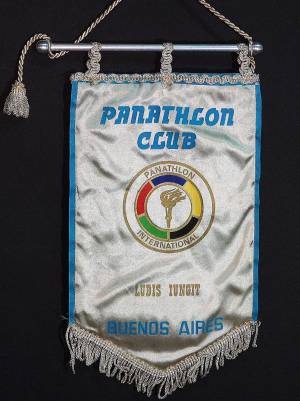 PANATHLON
CLUB
PANATHLON
INTERNATIONAL
LUDIS IUNGIT
BUENOS AIRES